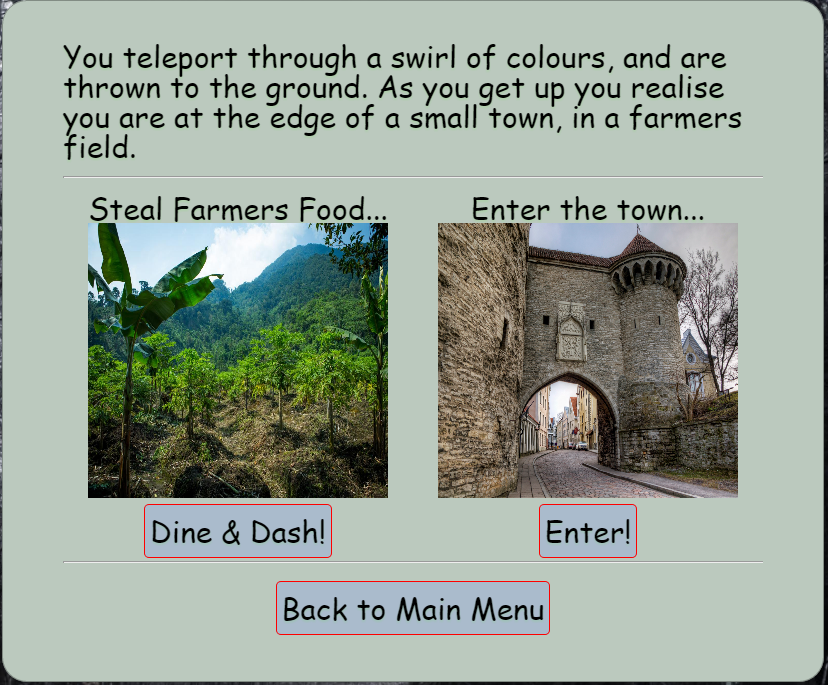 You teleport through a swirl of colours, and are
thrown to the ground. As you get up you realise
you are at the edge of a small town, in a farmers
field.
Steal Farmers Food...
Enter the town...
Dine & Dash!
Enter!
Back to Main Menu